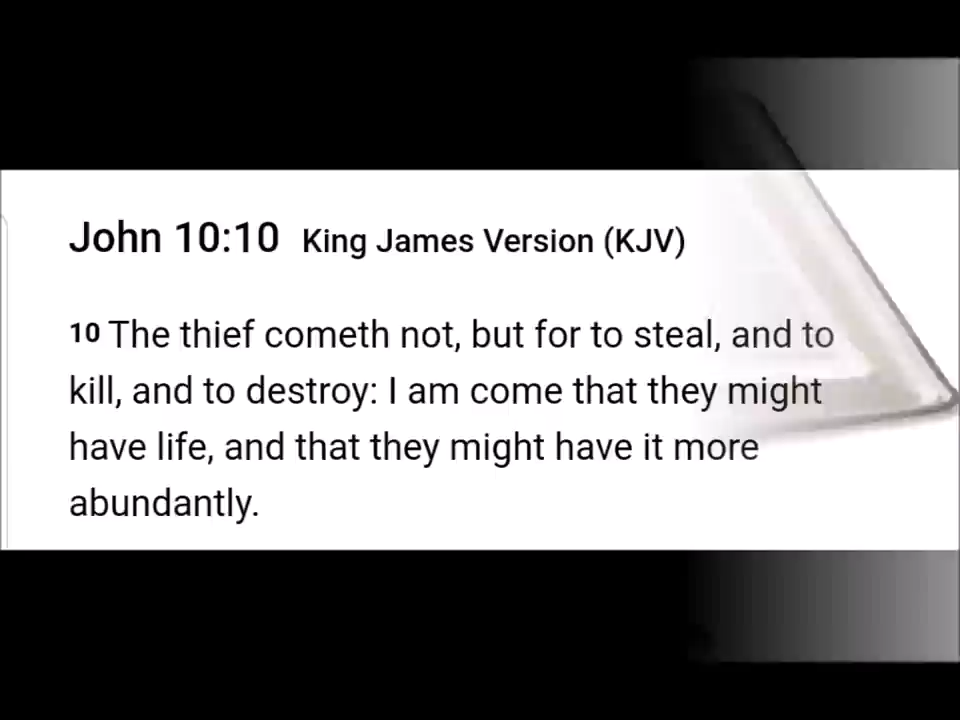 John 10:10 King James Version (KJV)
10 The thief cometh not, but for to steal, and to
kill, and to destroy: I am come that they might
have life, and that they might have it more
abundantly.